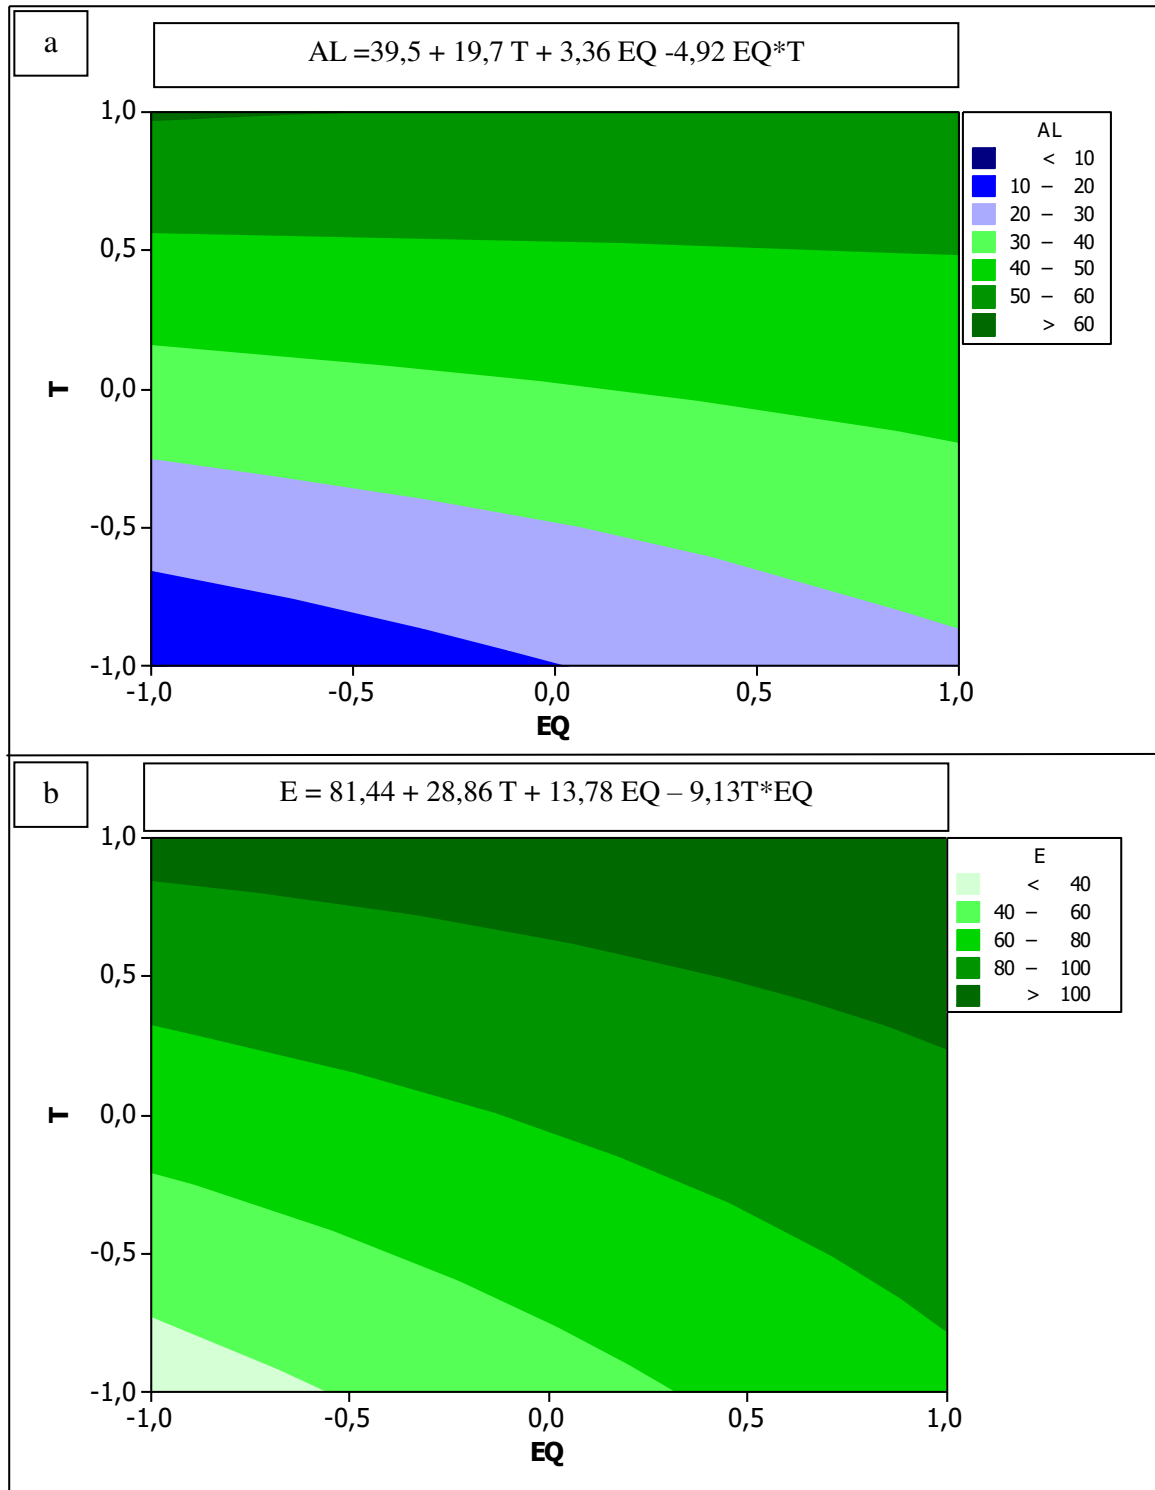 a
AL =39,5 + 19,7 T + 3,36 EQ -4,92 EQ*T
1,0
0,5
0,0
-0,5
-1,0
T
-1,0 -0,5 0,0 0,5 1,0
EQ
AL
< 10
10 – 20
20 – 30
30 – 40
40 – 50
50 – 60
> 60
b
E = 81,44 + 28,86 T + 13,78 EQ – 9,13T*EQ
1,0
0,5
0,0
-0,5
-1,0
T
-1,0 -0,5 0,0 0,5 1,0
EQ
E
< 40
40 – 60
60 – 80
80 – 100
> 100